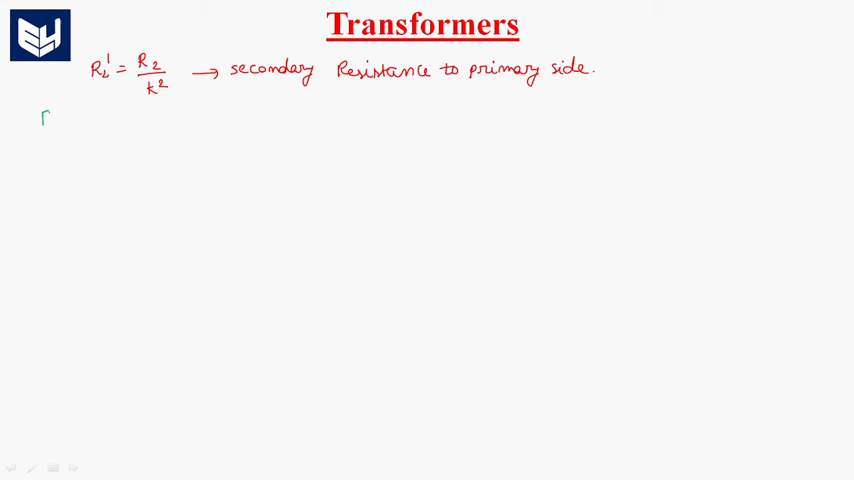 Transformers
R₂' = R₂/k² → secondary Resistance to primary side.